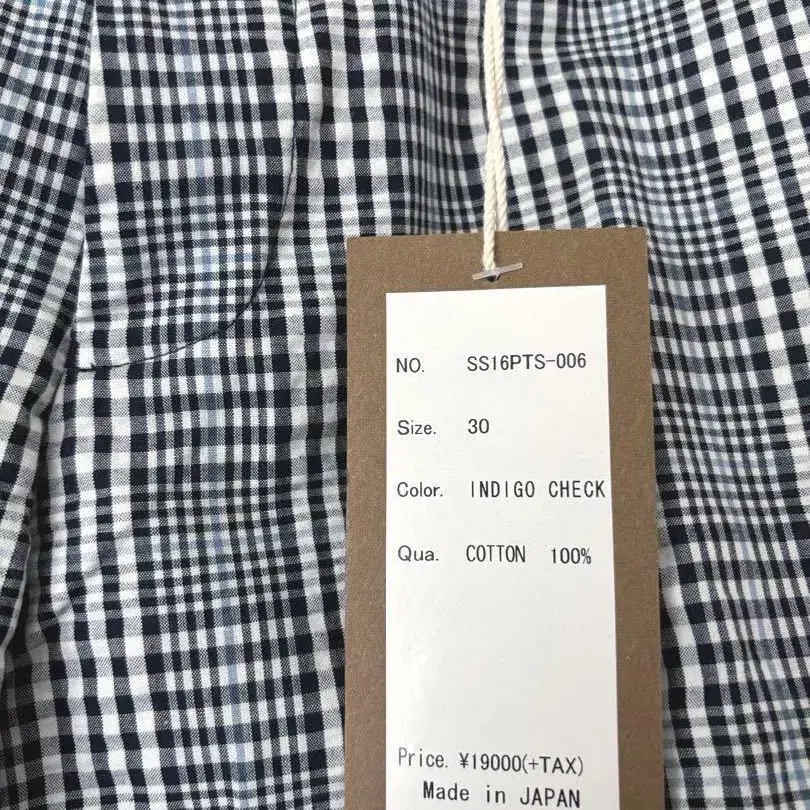 NO. SS16PTS-006
Size. 30
Color. INDIGO CHECK
Qua. COTTON 100%
Price. ¥19000(+TAX)
Made in JAPAN